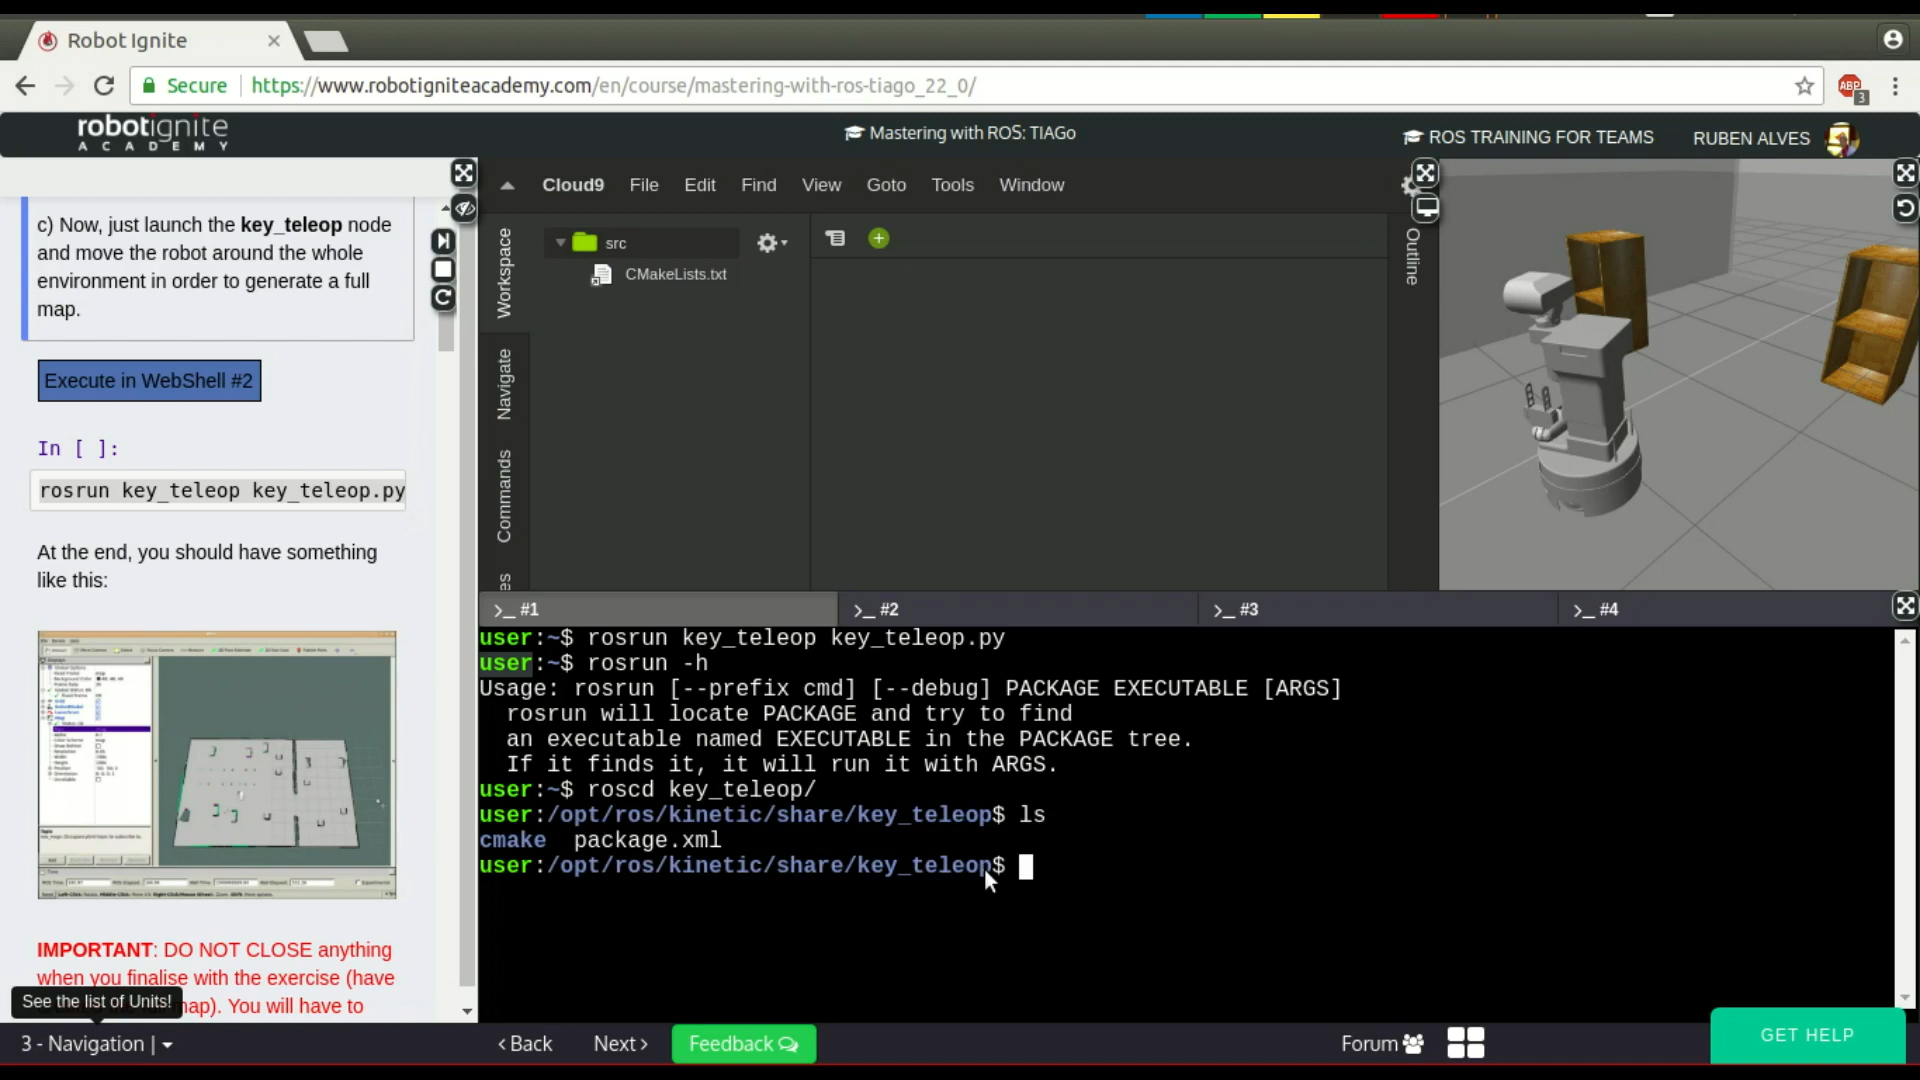 Robot Ignite
Secure
https://www.robotigniteacademy.com/en/course/mastering-with-ros-tiago_22_0/
ABP
3
robotignite
ACADEMY
Mastering with ROS: TIAGo
ROS TRAINING FOR TEAMS
RUBEN ALVES
c) Now, just launch the key_teleop node
and move the robot around the whole
environment in order to generate a full
map.
Execute in WebShell #2
In [ ]:
rosrun key_teleop key_teleop.py
At the end, you should have something
like this:
IMPORTANT: DO NOT CLOSE anything
when you finalise with the exercise (have
map). You will have to
See the list of Units!
Cloud9 File Edit Find View Goto Tools Window
Workspace
Navigate
Commands
es
src
CMakeLists.txt
Outline
>_ #1
>_ #2
>_ #3
>_ #4
user:~$ rosrun key_teleop key_teleop.py
user:~$ rosrun -h
Usage: rosrun [--prefix cmd] [--debug] PACKAGE EXECUTABLE [ARGS]
rosrun will locate PACKAGE and try to find
an executable named EXECUTABLE in the PACKAGE tree.
If it finds it, it will run it with ARGS.
user:~$ roscd key_teleop/
user:/opt/ros/kinetic/share/key_teleop$ ls
cmake package.xml
user:/opt/ros/kinetic/share/key_teleop$
3 - Navigation |
< Back
Next >
Feedback
Forum
GET HELP